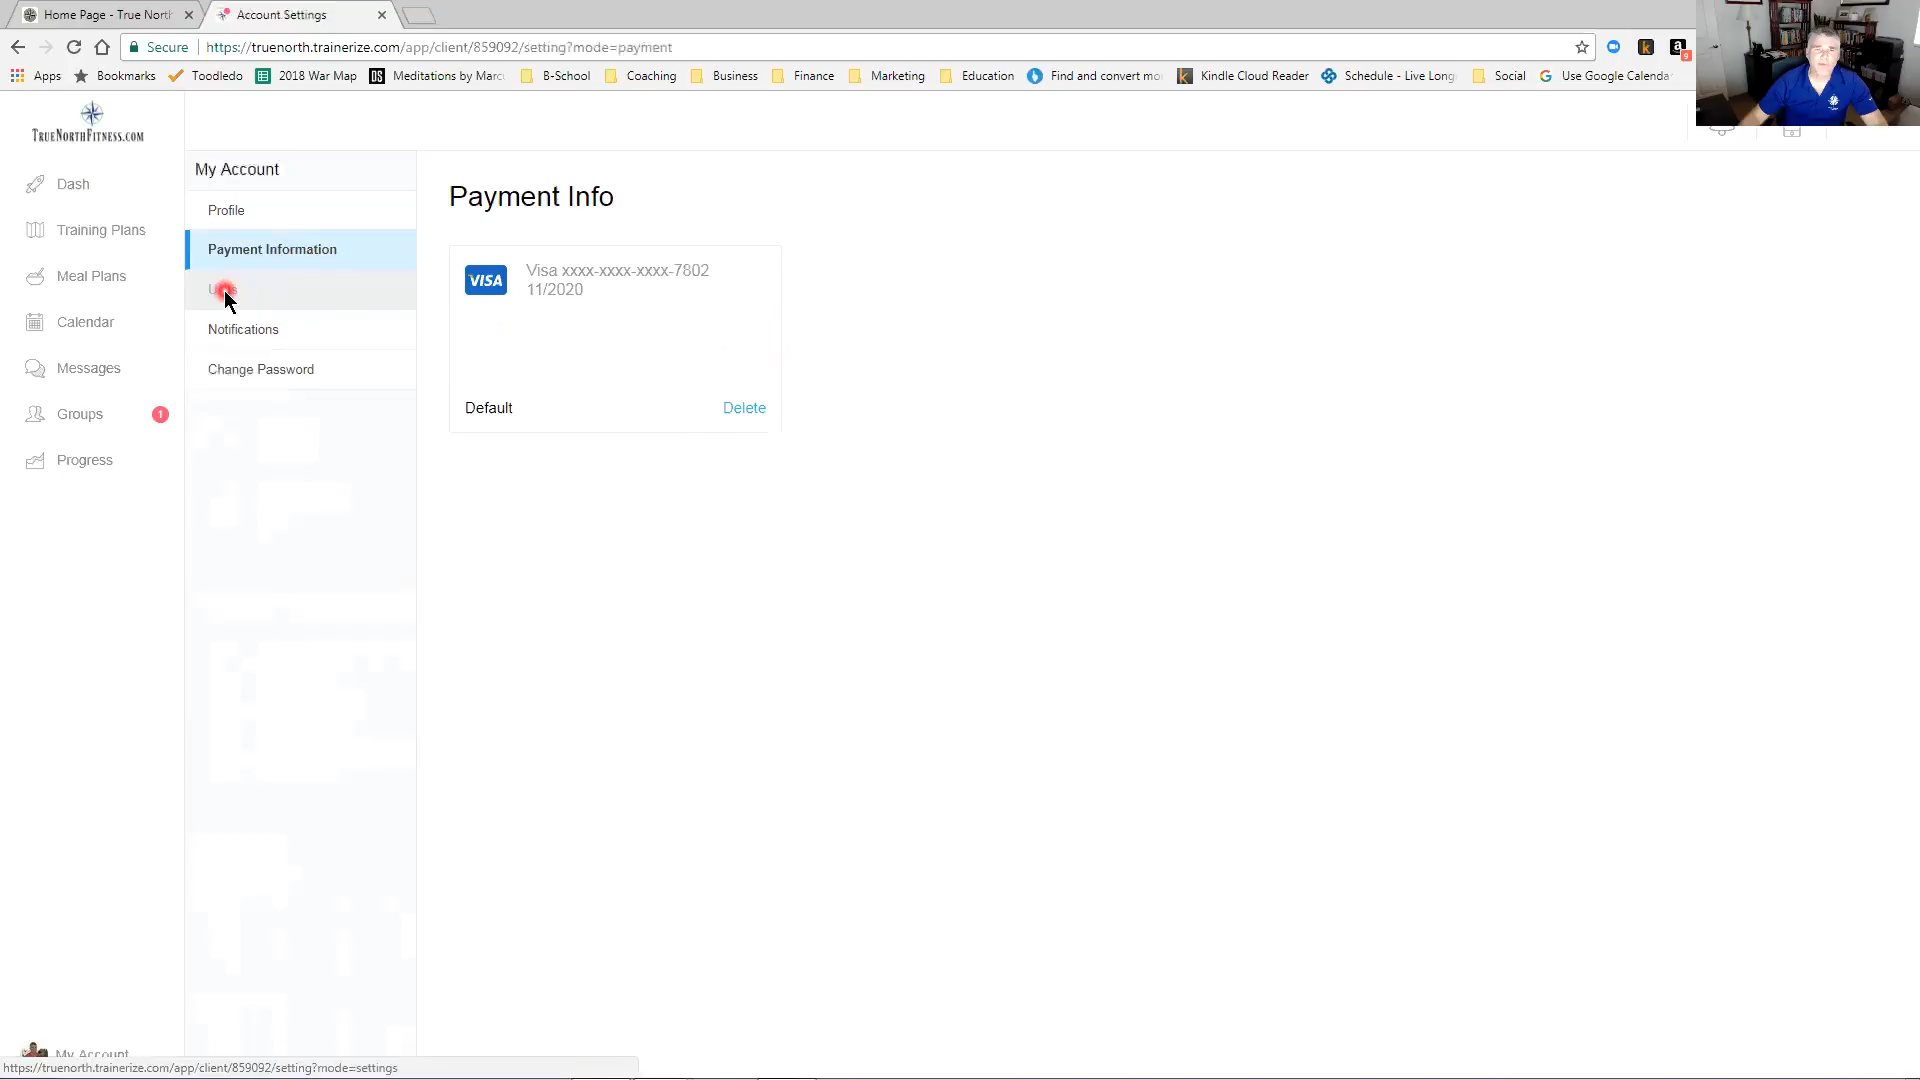 Home Page - True North
Account Settings
Secure
https://truenorth.trainerize.com/app/client/859092/setting?mode=payment
a
9
Apps
Bookmarks
Toodledo
2018 War Map
DS
Meditations by Marcu
B-School
Coaching
Business
Finance
Marketing
Education
Find and convert mo
Kindle Cloud Reader
Schedule - Live Long
Social
Use Google Calenda
TrueNorthFitness.com
Dash
Training Plans
Meal Plans
Calendar
Messages
Groups
1
Progress
My Account
My Account
Profile
Payment Information
Notifications
Change Password
Payment Info
VISA
Visa xxxx-xxxx-xxxx-7802
11/2020
Default
Delete
https://truenorth.trainerize.com/app/client/859092/setting?mode=settings